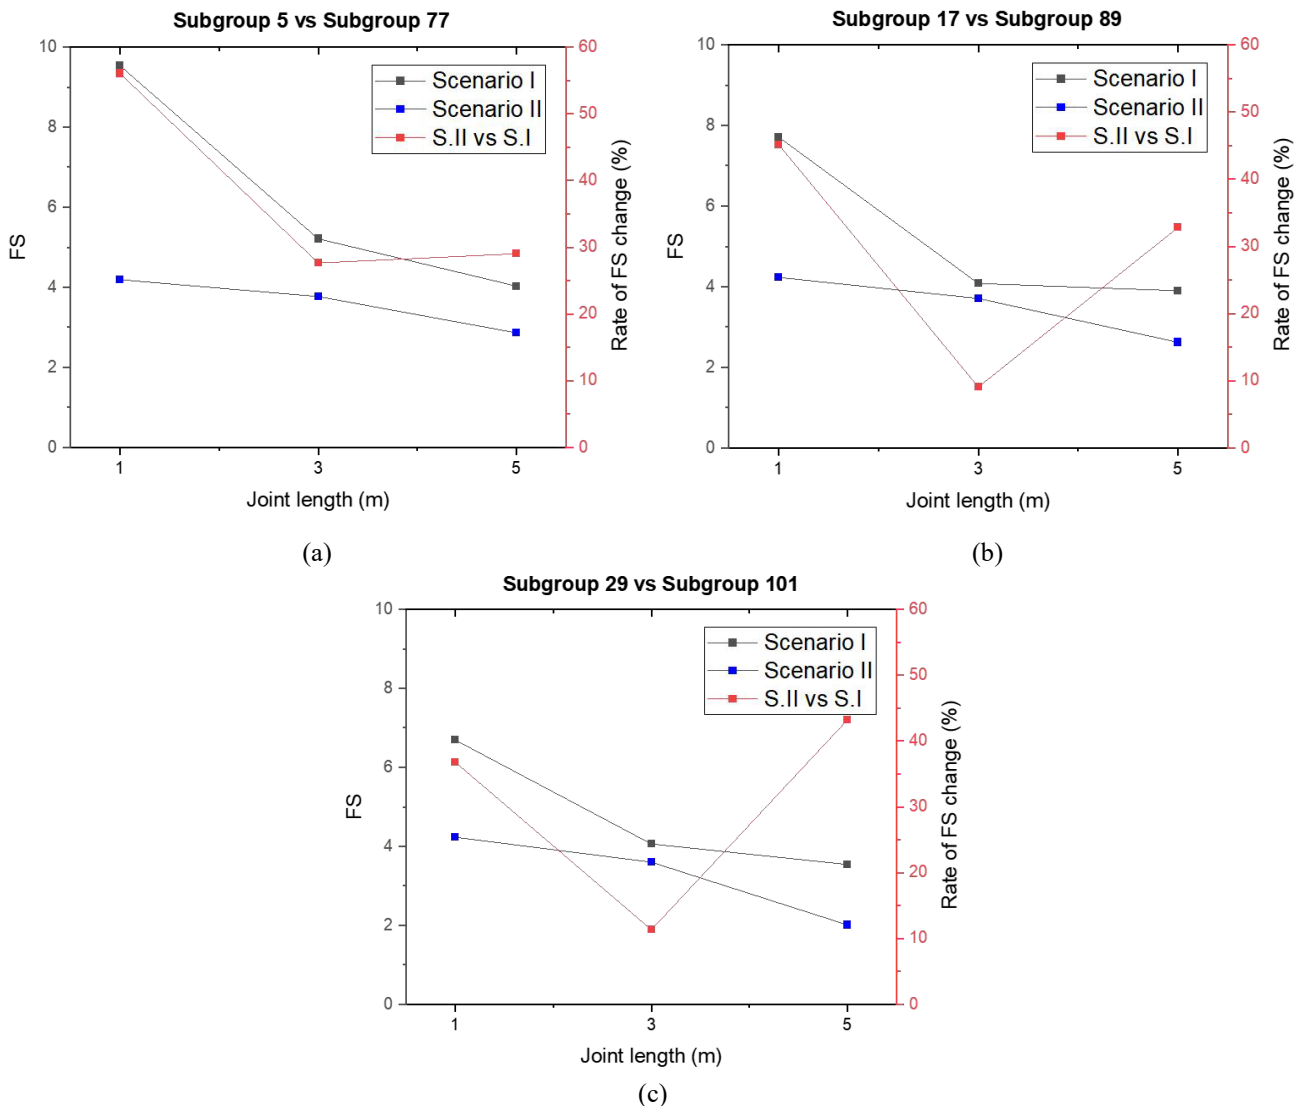 Subgroup 5 vs Subgroup 77
10
8
6
4
2
0
FS
Scenario I
Scenario II
S.II vs S.I
60
50
40
30
20
10
0
Rate of FS change (%)
1 3 5
Joint length (m)
(a)
Subgroup 17 vs Subgroup 89
10
8
6
4
2
0
FS
Scenario I
Scenario II
S.II vs S.I
60
50
40
30
20
10
0
Rate of FS change (%)
1 3 5
Joint length (m)
(b)
Subgroup 29 vs Subgroup 101
10
8
6
4
2
0
FS
Scenario I
Scenario II
S.II vs S.I
60
50
40
30
20
10
0
Rate of FS change (%)
1 3 5
Joint length (m)
(c)